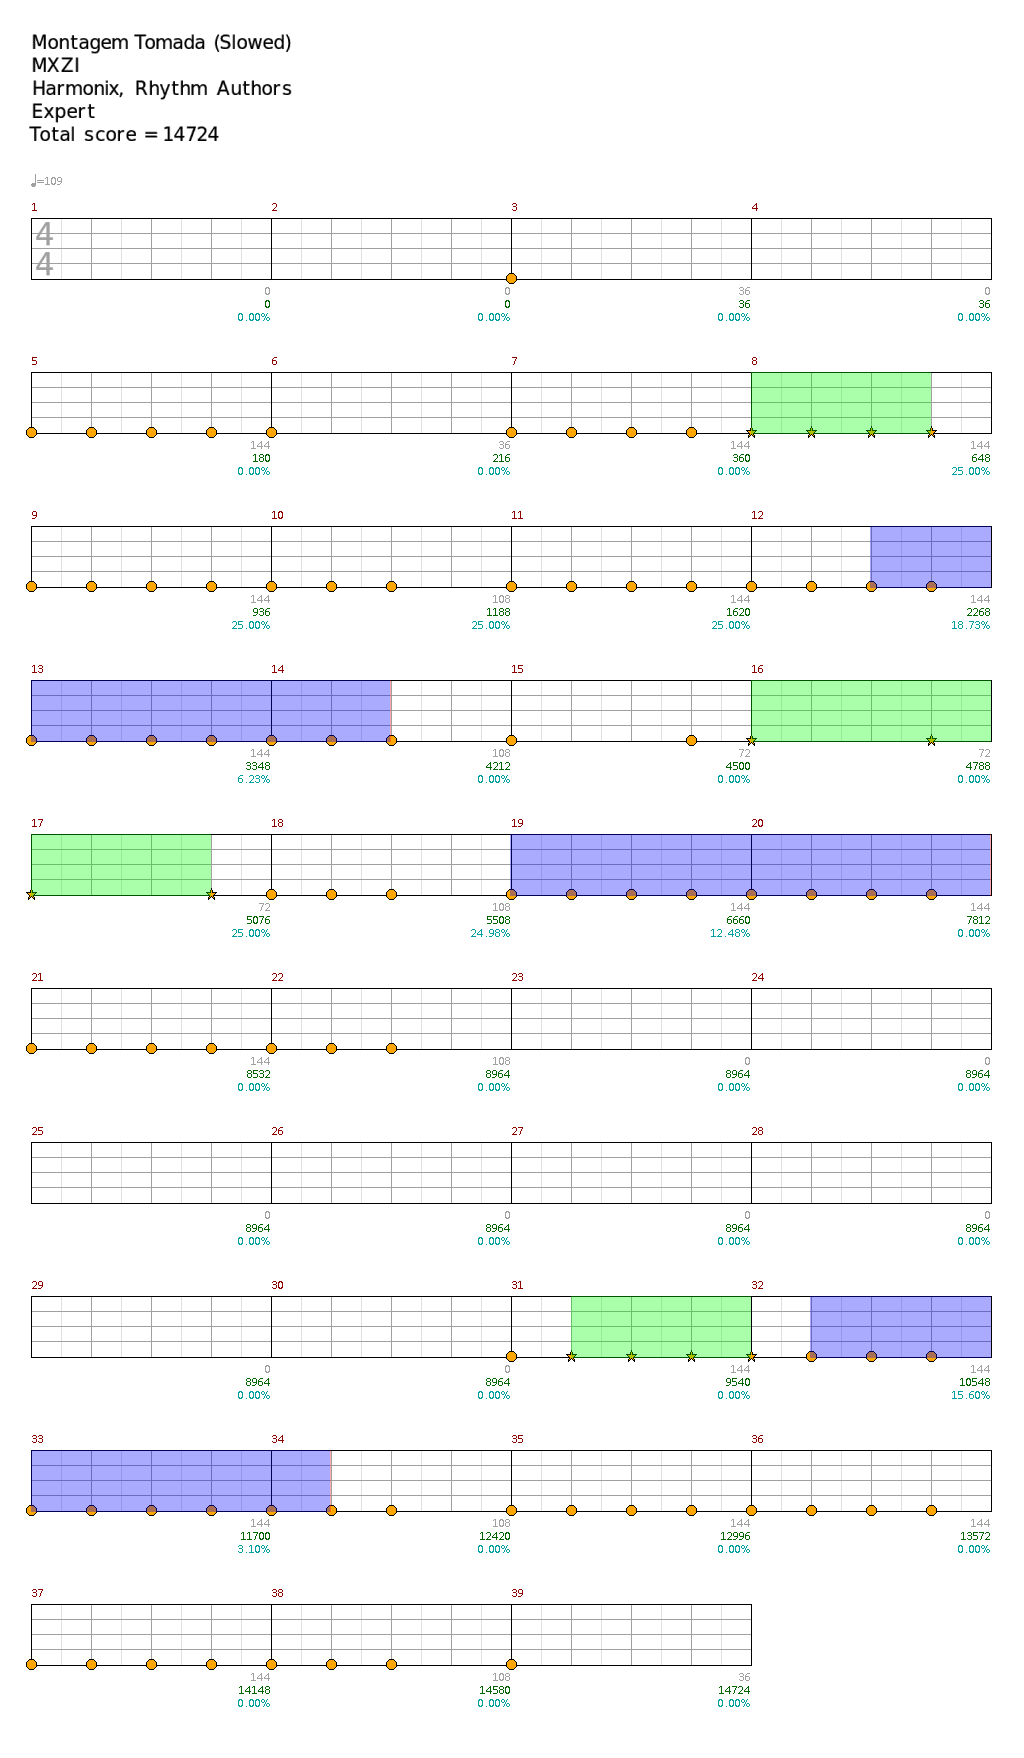 Montagem Tomada (Slowed)
MXZI
Harmonix, Rhythm Authors
Expert
Total score = 14724
♩=109
1 2 3 4
4
4
0 0 36 0
0 0 36 36
0.00% 0.00% 0.00% 0.00%
5 6 7 8
144 36 144 144
180 216 360 648
0.00% 0.00% 0.00% 25.00%
9 10 11 12
144 108 144 144
936 1188 1620 2268
25.00% 25.00% 25.00% 18.73%
13 14 15 16
144 108 72 72
3348 4212 4500 4788
6.23% 0.00% 0.00% 0.00%
17 18 19 20
72 108 144 144
5076 5508 6660 7812
25.00% 24.98% 12.48% 0.00%
21 22 23 24
144 108 0 0
8532 8964 8964 8964
0.00% 0.00% 0.00% 0.00%
25 26 27 28
0 0 0 0
8964 8964 8964 8964
0.00% 0.00% 0.00% 0.00%
29 30 31 32
0 0 144 144
8964 8964 9540 10548
0.00% 0.00% 0.00% 15.60%
33 34 35 36
144 108 144 144
11700 12420 12996 13572
3.10% 0.00% 0.00% 0.00%
37 38 39
144 108 36
14148 14580 14724
0.00% 0.00% 0.00%